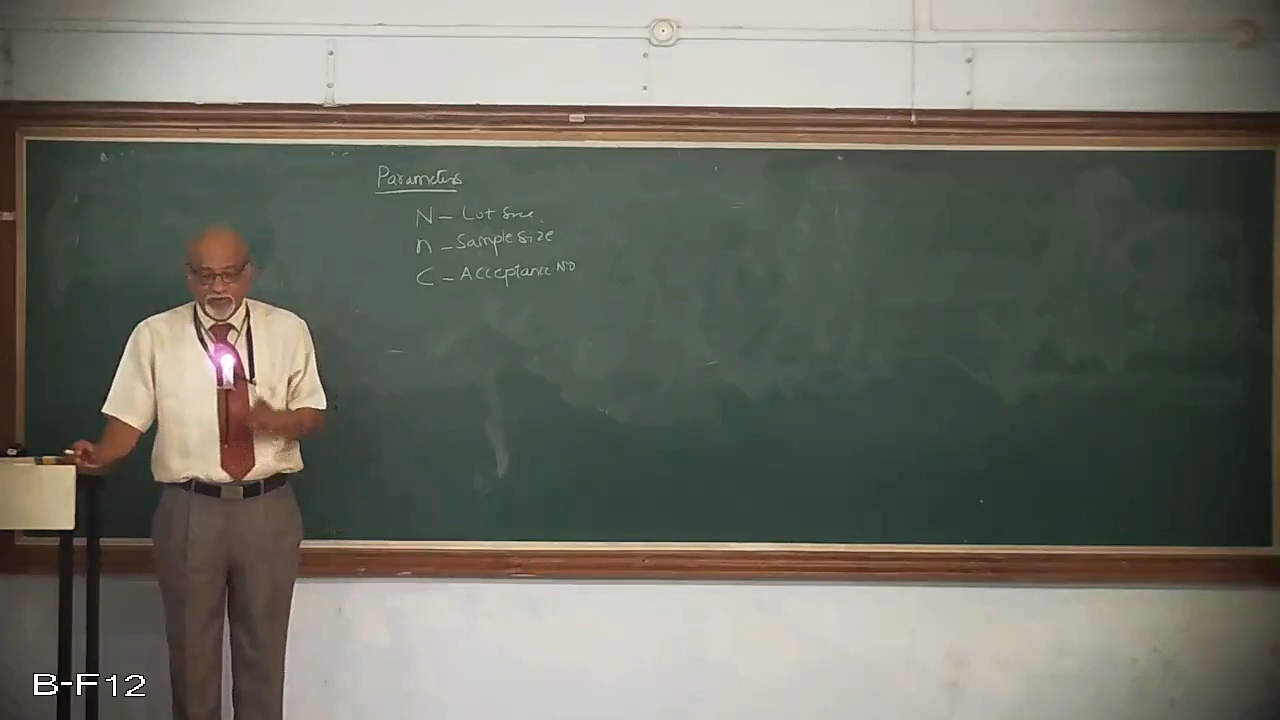 Parameters
N - Lot Size
n - Sample Size
C - Acceptance NO
B-F12